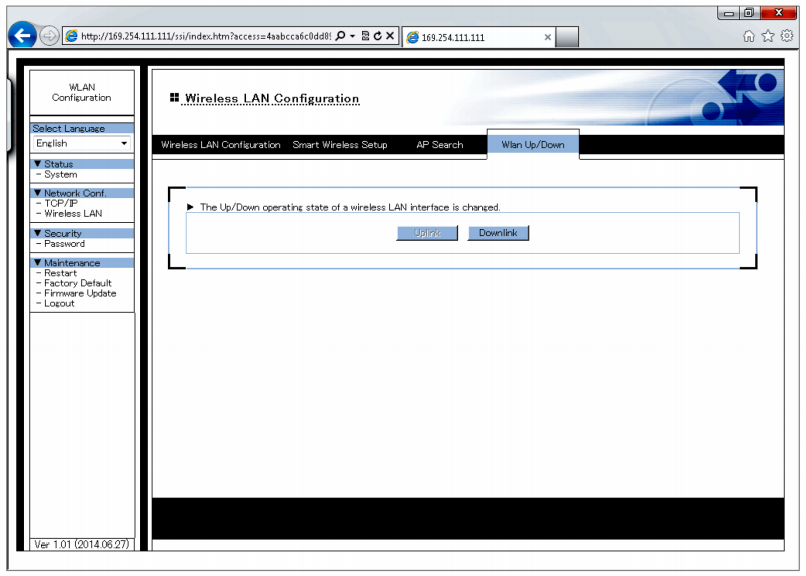 http://169.254.111.111/ssi/index.htm?access=4aabcca6c0dd8
169.254.111.111
WLAN
Configuration
Select Language
English
▼ Status
- System
▼ Network Conf.
- TCP/IP
- Wireless LAN
▼ Security
- Password
▼ Maintenance
- Restart
- Factory Default
- Firmware Update
- Logout
Ver 1.01 (2014.06.27)
Wireless LAN Configuration
Wireless LAN Configuration Smart Wireless Setup AP Search Wlan Up/Down
► The Up/Down operating state of a wireless LAN interface is changed.
Uplink Downlink